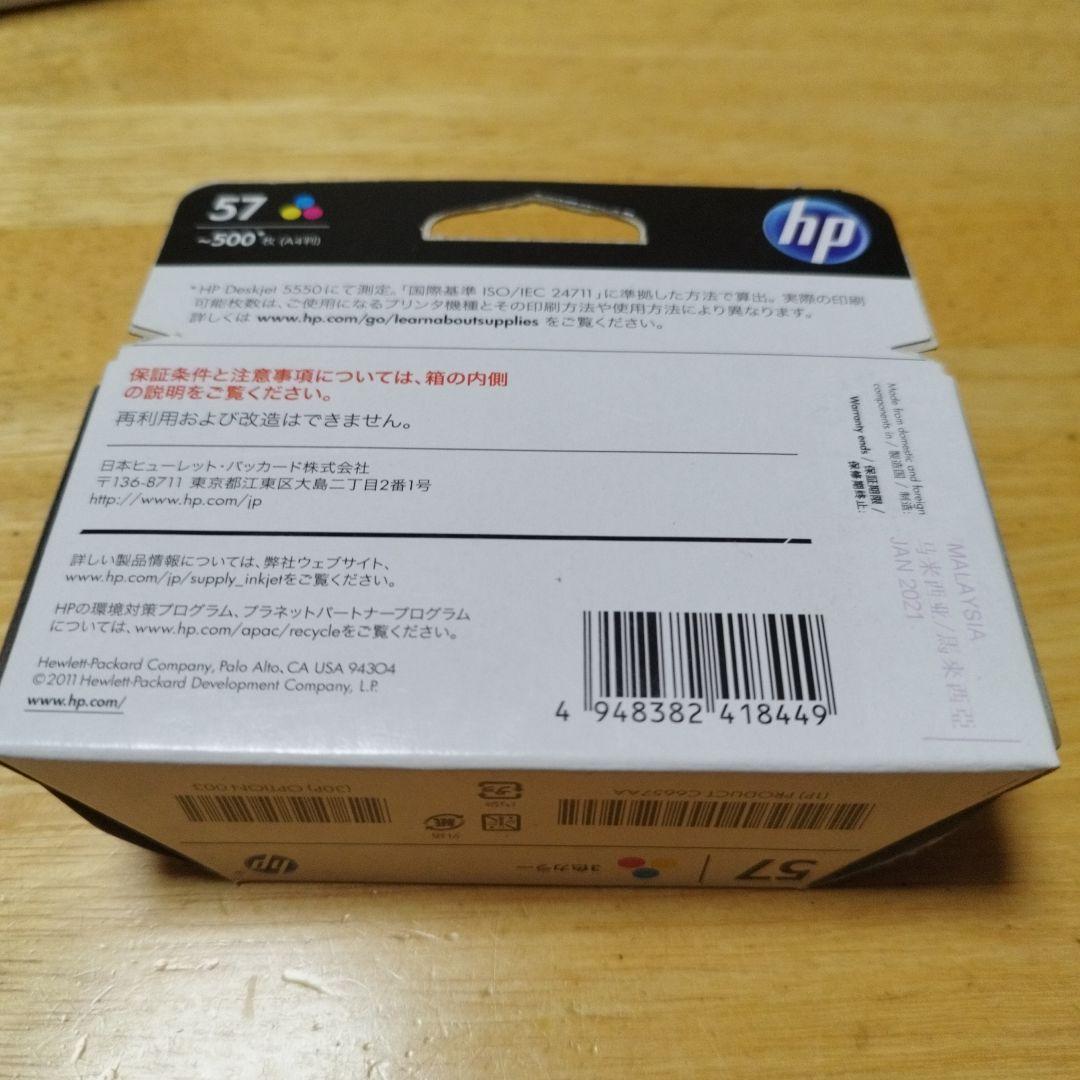 57
~500*枚 (A4判)
hp
*HP Deskjet 5550にて測定。「国際基準 ISO/IEC 24711」に準拠した方法で算出。実際の印刷
可能枚数は、ご使用になるプリンタ機種とその印刷方法や使用方法により異なります。
詳しくは www.hp.com/go/learnaboutsupplies をご覧ください。
保証条件と注意事項については、箱の内側
の説明をご覧ください。
再利用および改造はできません。
日本ヒューレット・パッカード株式会社
〒136-8711 東京都江東区大島二丁目2番1号
http://www.hp.com/jp
詳しい製品情報については、弊社ウェブサイト、
www.hp.com/jp/supply_inkjetをご覧ください。
HPの環境対策プログラム、プラネットパートナープログラム
については、www.hp.com/apac/recycleをご覧ください。
Hewlett-Packard Company, Palo Alto, CA USA 94304
©2011 Hewlett-Packard Development Company, L.P.
www.hp.com/
Made from domestic and foreign
components in / 製造国 / 制造:
Warranty ends / 保証期限 /
保修期终止:
MALAYSIA
马来西亚/馬來西亞
JAN 2021
4 948382 418449
(1P) PRODUCT C6657AA
(30P) OPTION 003
プラ
紙
外箱
57
3色カラー
hp